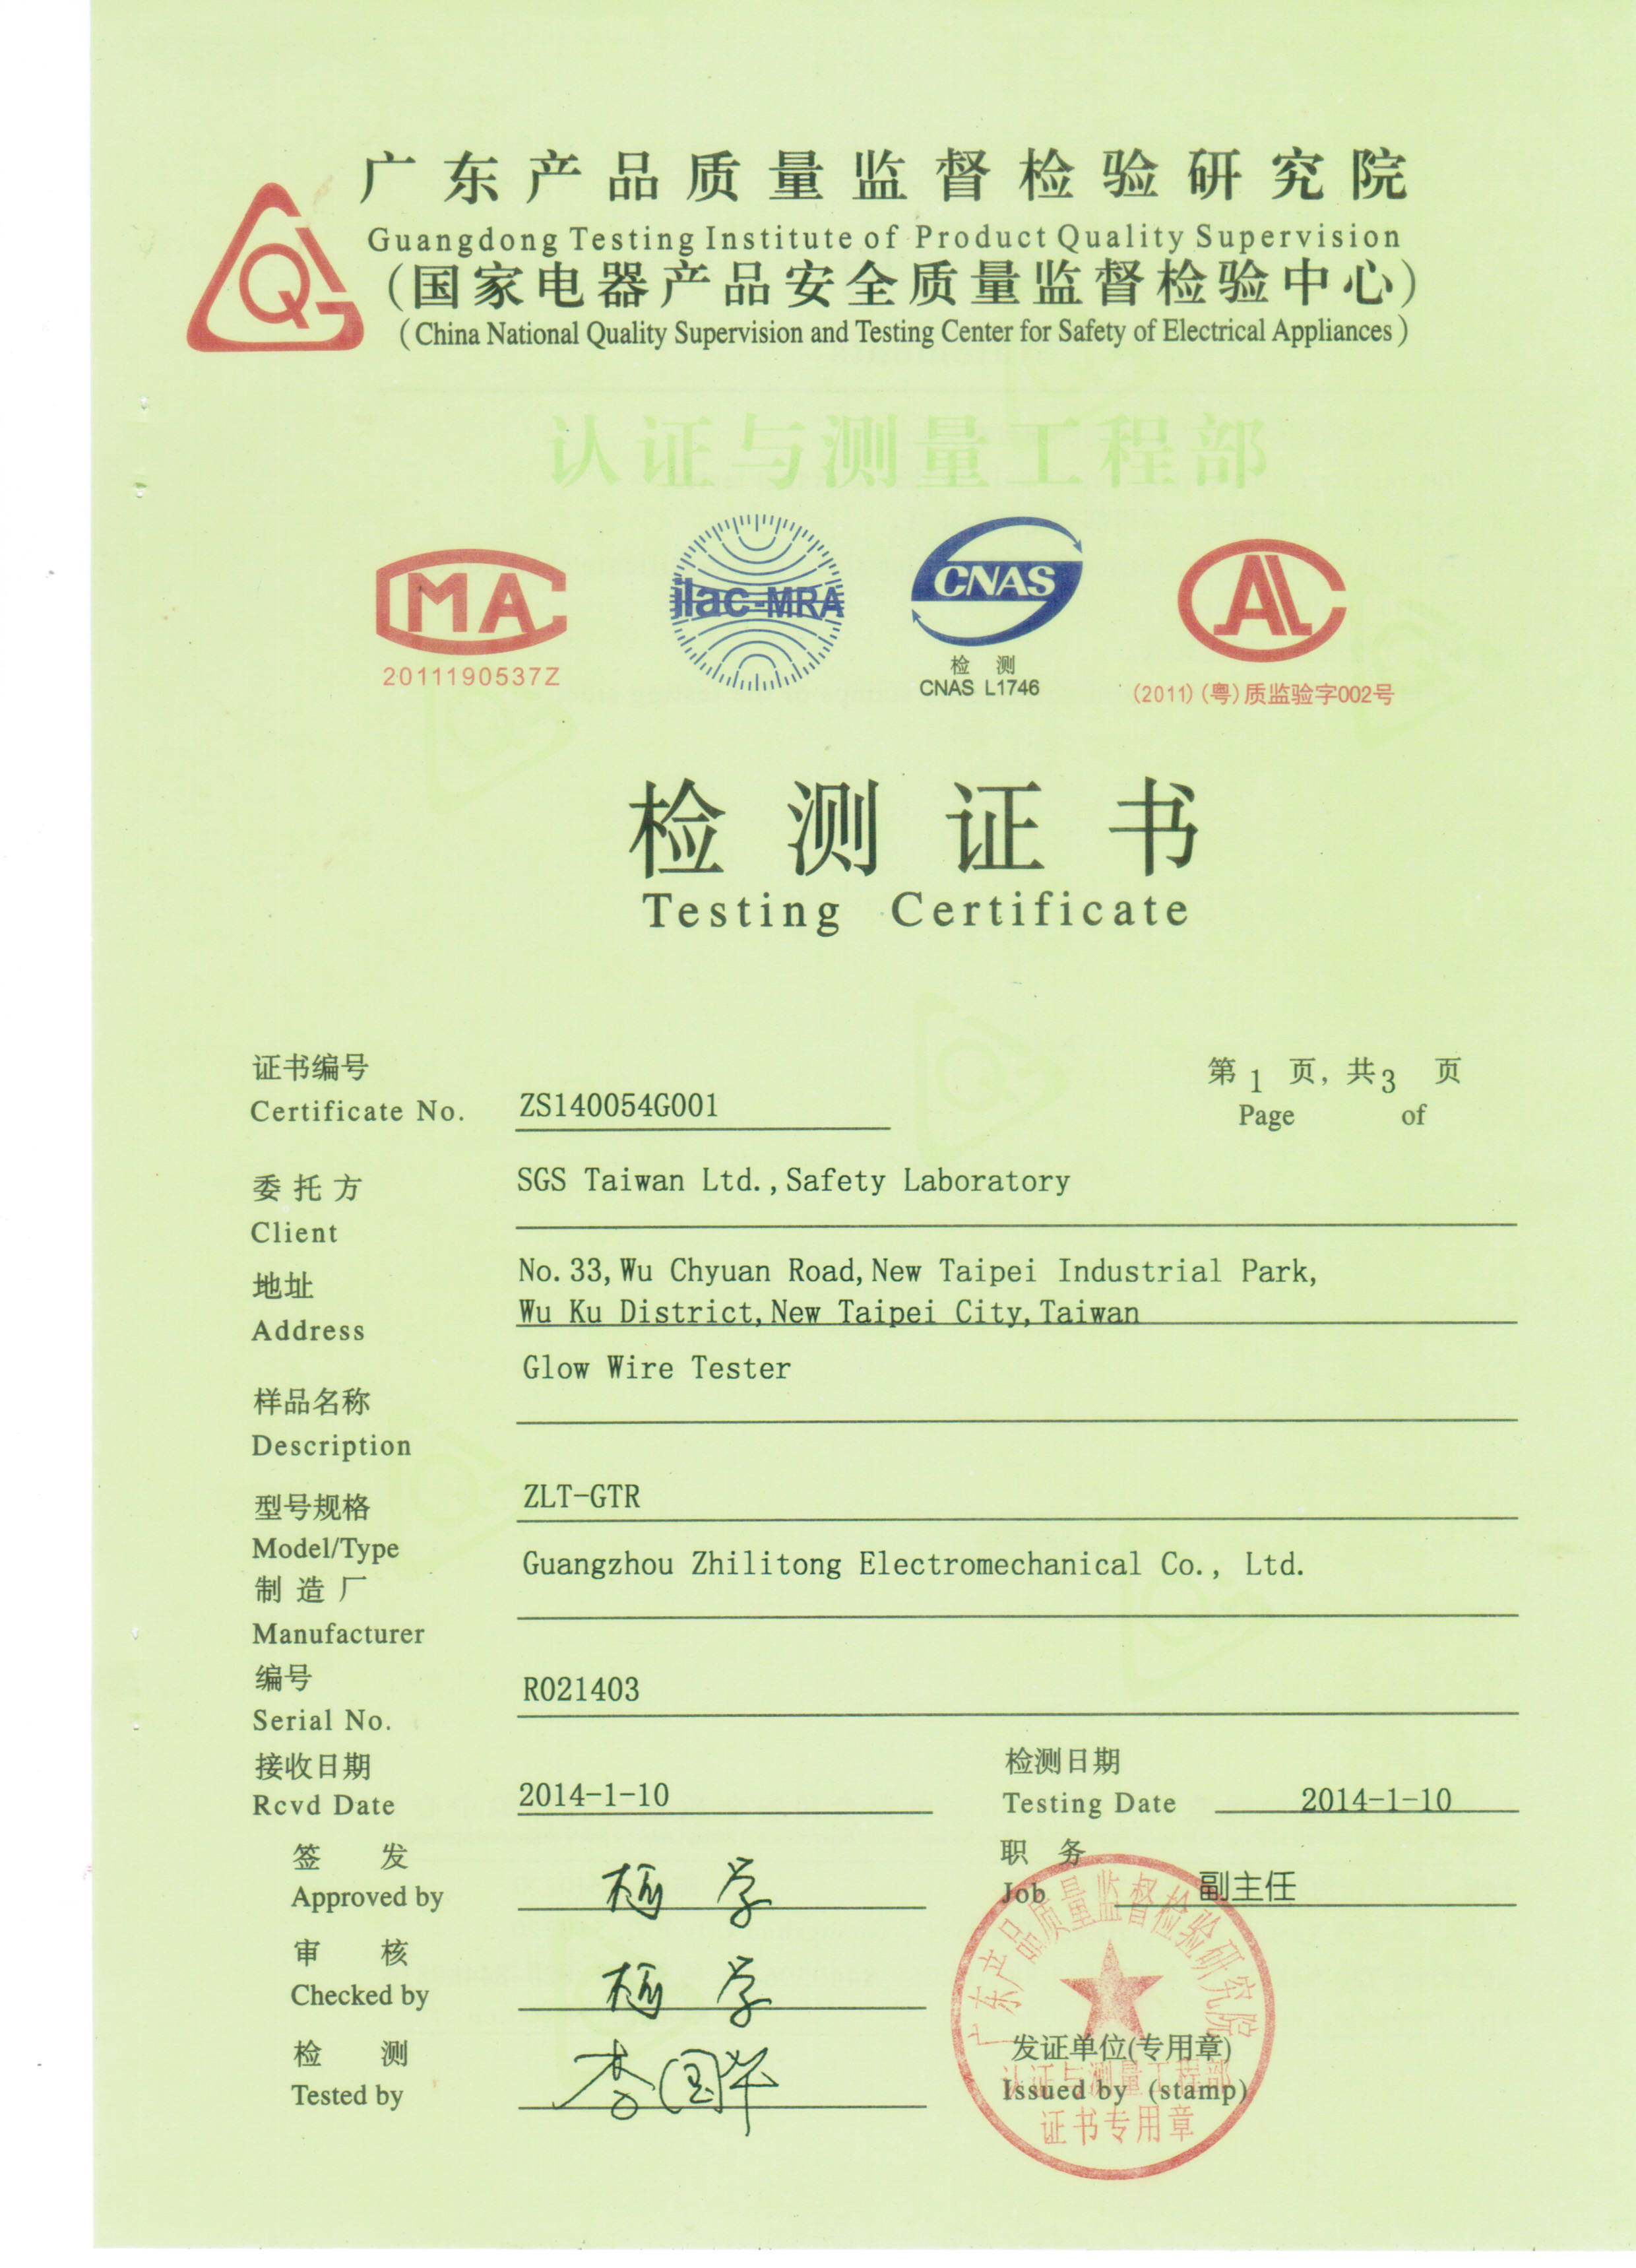 广东产品质量监督检验研究院
Guangdong Testing Institute of Product Quality Supervision
(国家电器产品安全质量监督检验中心)
(China National Quality Supervision and Testing Center for Safety of Electrical Appliances)
QG
认证与测量工程部
MA
ilac-MRA
CNAS
CAL
2011190537Z
检 测
CNAS L1746
(2011)(粤)质监验字002号
检测证书
Testing Certificate
证书编号
Certificate No. ZS140054G001
第 1 页, 共 3 页
Page of
委托方
Client
SGS Taiwan Ltd.,Safety Laboratory
地址
Address
No.33,Wu Chyuan Road,New Taipei Industrial Park,
Wu Ku District,New Taipei City,Taiwan
样品名称
Description
Glow Wire Tester
型号规格
Model/Type
ZLT-GTR
制造厂
Manufacturer
Guangzhou Zhilitong Electromechanical Co., Ltd.
编号
Serial No.
R021403
接收日期
Rcvd Date 2014-1-10
检测日期
Testing Date 2014-1-10
签 发
Approved by
职 务
Job 副主任
审 核
Checked by
检 测
Tested by 李国华
广东产品质量监督检验研究院
发证单位(专用章)
认证与测量工程部
Issued by (stamp)
证书专用章